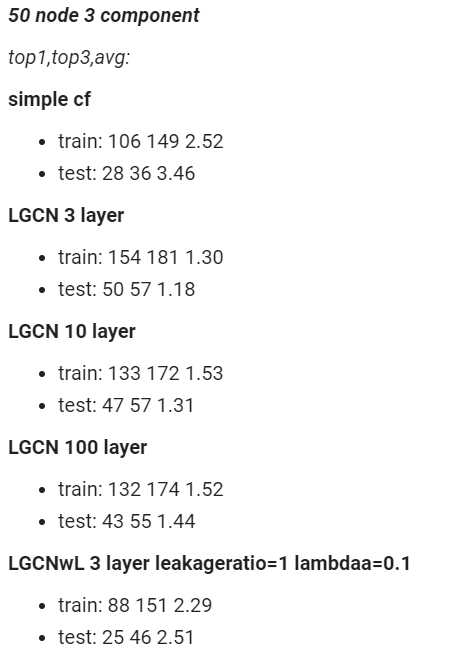 50 node 3 component
top1,top3,avg:
simple cf
• train: 106 149 2.52
• test: 28 36 3.46
LGCN 3 layer
• train: 154 181 1.30
• test: 50 57 1.18
LGCN 10 layer
• train: 133 172 1.53
• test: 47 57 1.31
LGCN 100 layer
• train: 132 174 1.52
• test: 43 55 1.44
LGCNwL 3 layer leakageratio=1 lambdaa=0.1
• train: 88 151 2.29
• test: 25 46 2.51